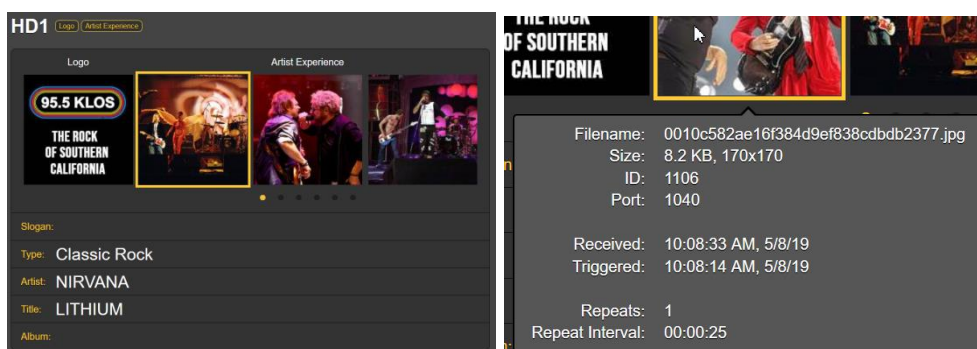 HD1 Logo Artist Experience
Logo Artist Experience
95.5 KLOS
THE ROCK
OF SOUTHERN
CALIFORNIA
Slogan:
Type: Classic Rock
Artist: NIRVANA
Title: LITHIUM
Album:
THE ROCK
OF SOUTHERN
CALIFORNIA
Filename: 0010c582ae16f384d9ef838cdbdb2377.jpg
Size: 8.2 KB, 170x170
ID: 1106
Port: 1040
Received: 10:08:33 AM, 5/8/19
Triggered: 10:08:14 AM, 5/8/19
Repeats: 1
Repeat Interval: 00:00:25